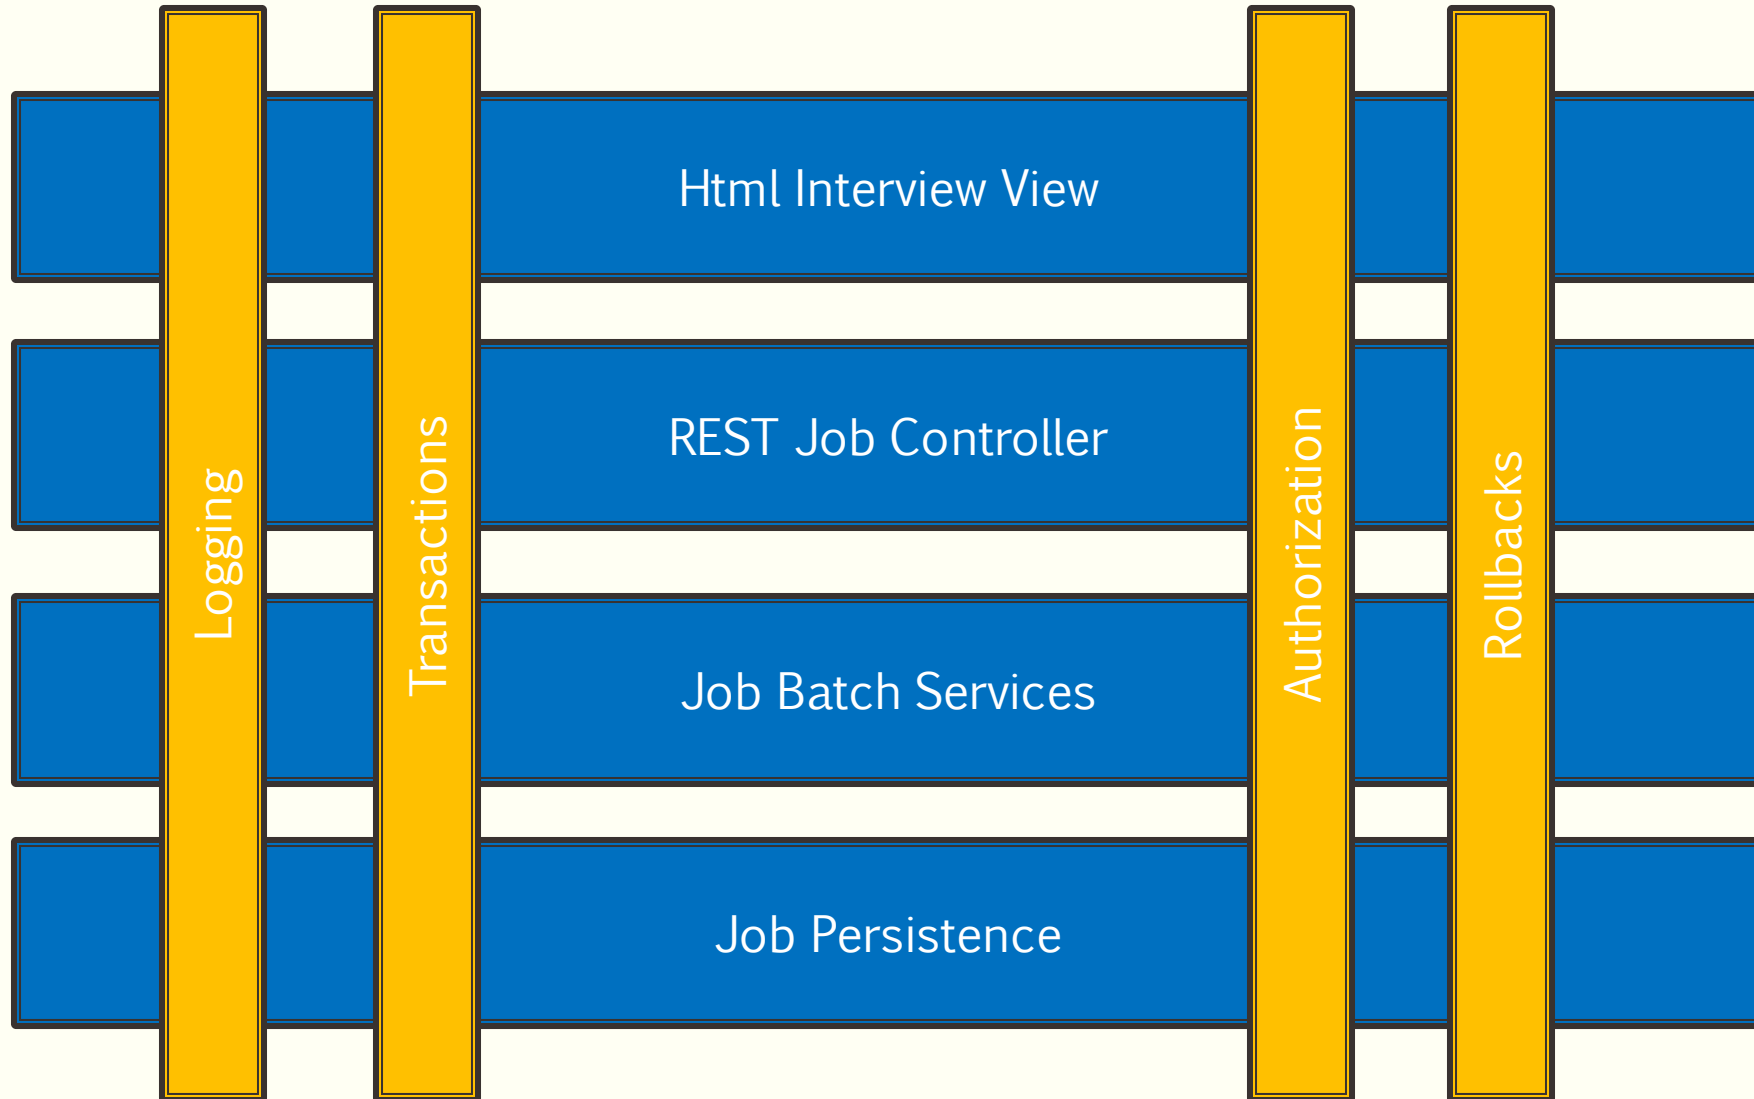 Html Interview View
REST Job Controller
Job Batch Services
Job Persistence
Logging
Transactions
Authorization
Rollbacks